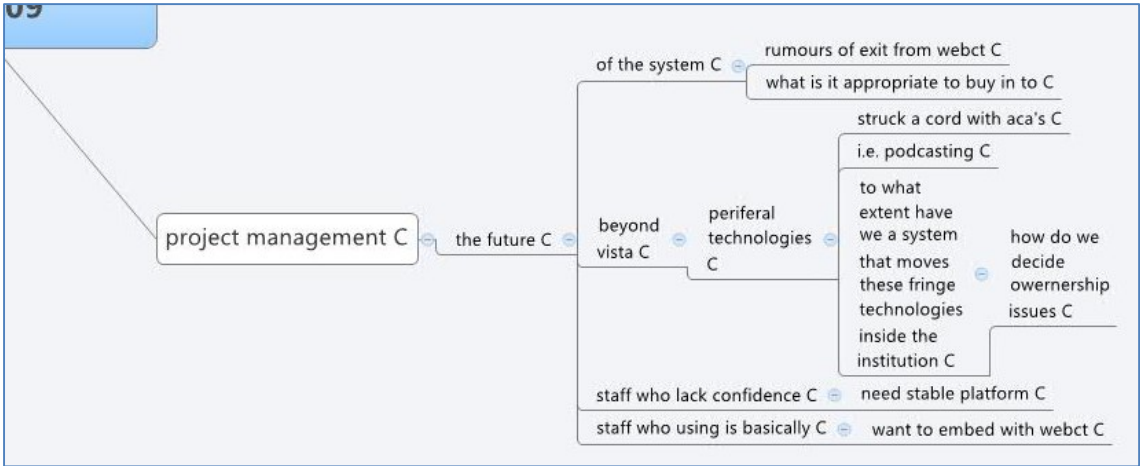 09
project management C
the future C
of the system C
rumours of exit from webct C
what is it appropriate to buy in to C
beyond
vista C
periferal
technologies
C
struck a cord with aca's C
i.e. podcasting C
to what
extent have
we a system
that moves
these fringe
technologies
inside the
institution C
how do we
decide
owernership
issues C
staff who lack confidence C
need stable platform C
staff who using is basically C
want to embed with webct C